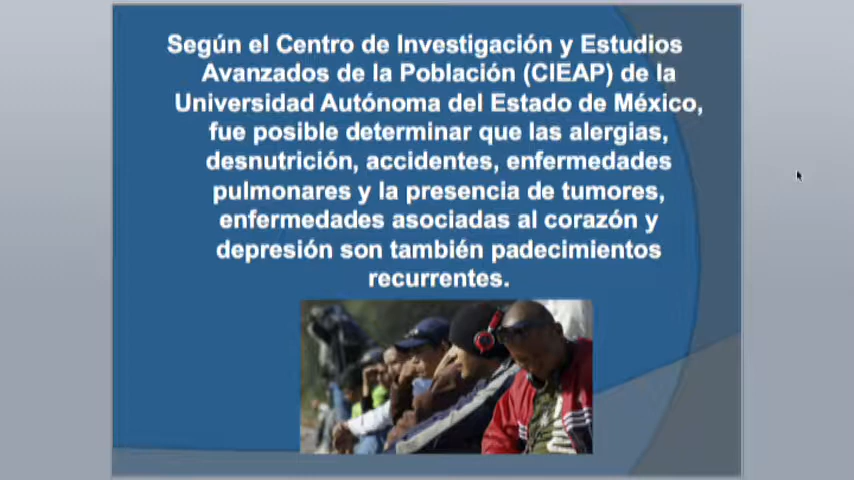 Según el Centro de Investigación y Estudios
Avanzados de la Población (CIEAP) de la
Universidad Autónoma del Estado de México,
fue posible determinar que las alergias,
desnutrición, accidentes, enfermedades
pulmonares y la presencia de tumores,
enfermedades asociadas al corazón y
depresión son también padecimientos
recurrentes.